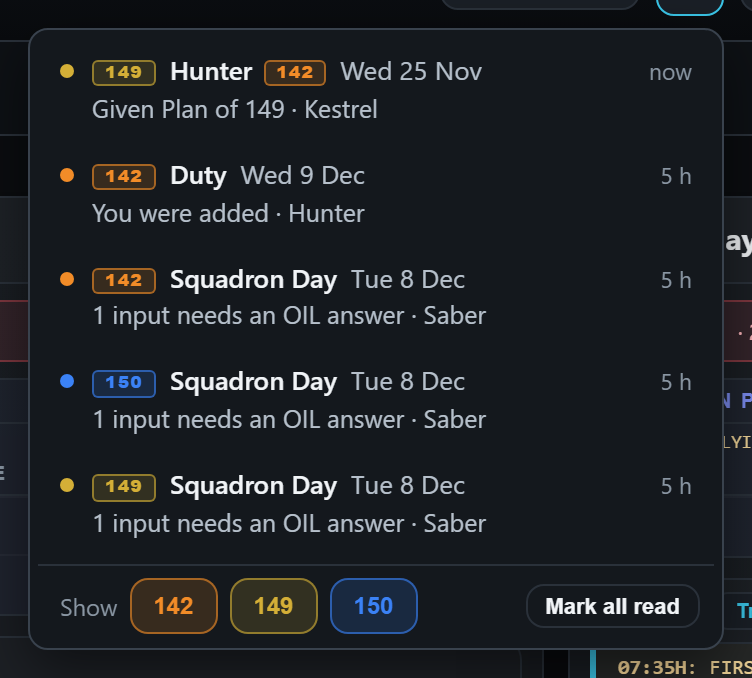 149 Hunter 142 Wed 25 Nov now
Given Plan of 149 · Kestrel
142 Duty Wed 9 Dec 5 h
You were added · Hunter
142 Squadron Day Tue 8 Dec 5 h
1 input needs an OIL answer · Saber
150 Squadron Day Tue 8 Dec 5 h
1 input needs an OIL answer · Saber
149 Squadron Day Tue 8 Dec 5 h
1 input needs an OIL answer · Saber
Show 142 149 150 Mark all read
07:35H: FIRS